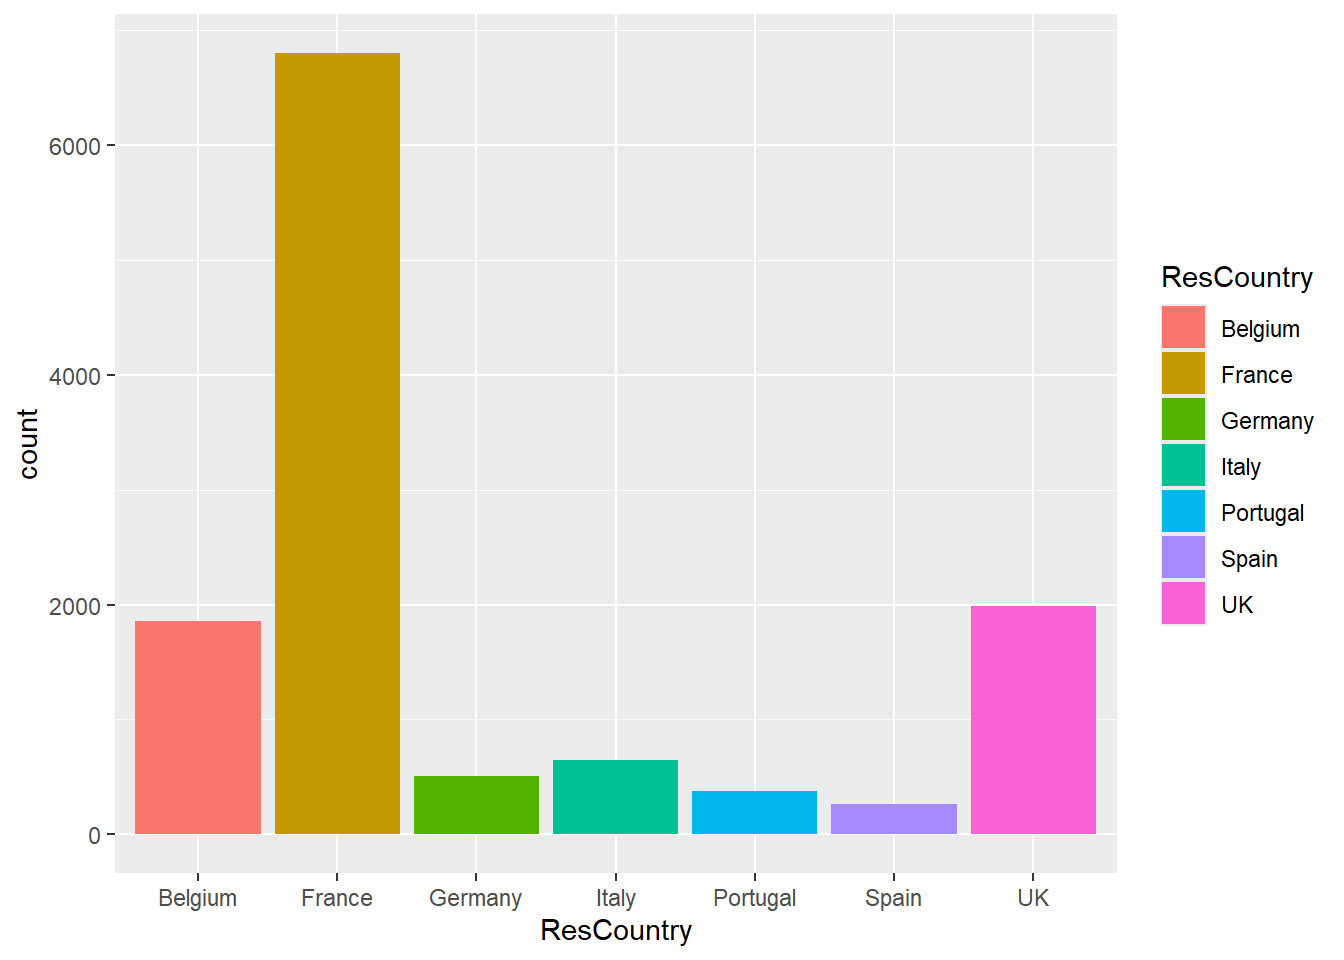 count
6000
4000
2000
0
Belgium France Germany Italy Portugal Spain UK
ResCountry
ResCountry
Belgium
France
Germany
Italy
Portugal
Spain
UK